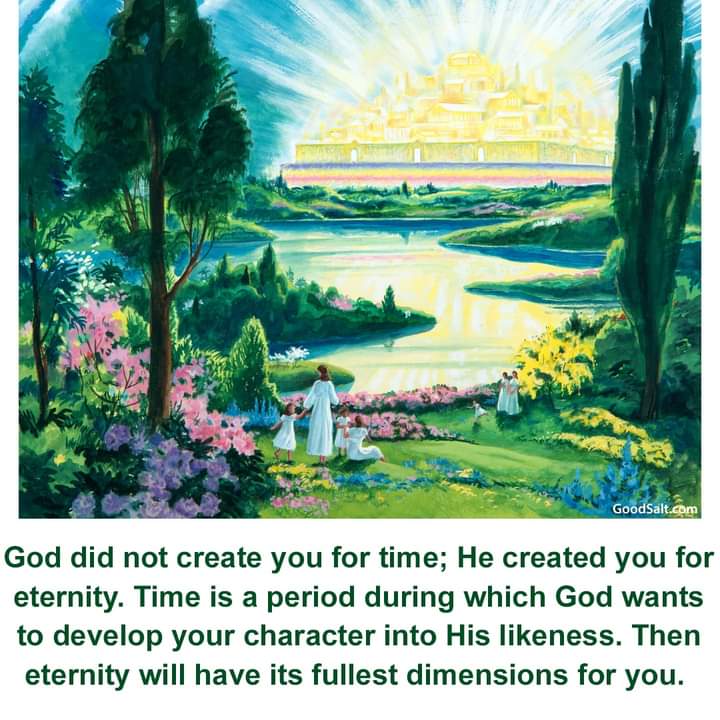 GoodSalt.com
God did not create you for time; He created you for
eternity. Time is a period during which God wants
to develop your character into His likeness. Then
eternity will have its fullest dimensions for you.